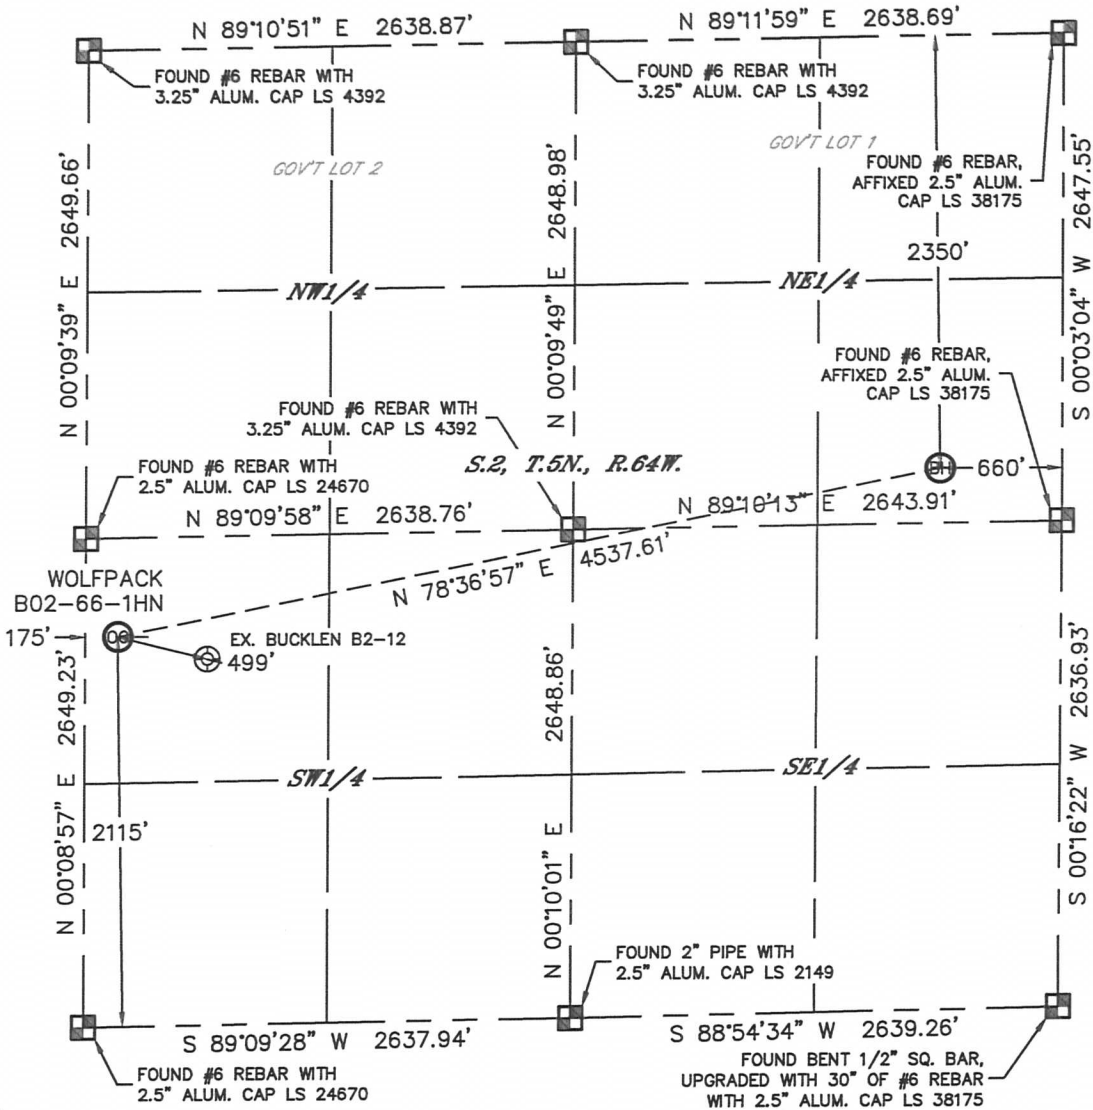 N 89°10'51" E 2638.87'
N 89°11'59" E 2638.69'
FOUND #6 REBAR WITH
3.25" ALUM. CAP LS 4392
FOUND #6 REBAR WITH
3.25" ALUM. CAP LS 4392
GOV'T LOT 2
GOV'T LOT 1
FOUND #6 REBAR,
AFFIXED 2.5" ALUM.
CAP LS 38175
N 00°09'39" E 2649.66'
N 00°09'49" E 2648.98'
S 00°03'04" W 2647.55'
2350'
NW1/4
NE1/4
FOUND #6 REBAR,
AFFIXED 2.5" ALUM.
CAP LS 38175
FOUND #6 REBAR WITH
3.25" ALUM. CAP LS 4392
S.2, T.5N., R.64W.
BH
660'
FOUND #6 REBAR WITH
2.5" ALUM. CAP LS 24670
N 89°09'58" E 2638.76'
N 89°10'13" E 2643.91'
N 78°36'57" E 4537.61'
WOLFPACK
B02-66-1HN
175'
EX. BUCKLEN B2-12
499'
N 00°08'57" E 2649.23'
N 00°10'01" E 2648.86'
S 00°16'22" W 2636.93'
SW1/4
SE1/4
2115'
FOUND 2" PIPE WITH
2.5" ALUM. CAP LS 2149
S 89°09'28" W 2637.94'
S 88°54'34" W 2639.26'
FOUND #6 REBAR WITH
2.5" ALUM. CAP LS 24670
FOUND BENT 1/2" SQ. BAR,
UPGRADED WITH 30" OF #6 REBAR
WITH 2.5" ALUM. CAP LS 38175